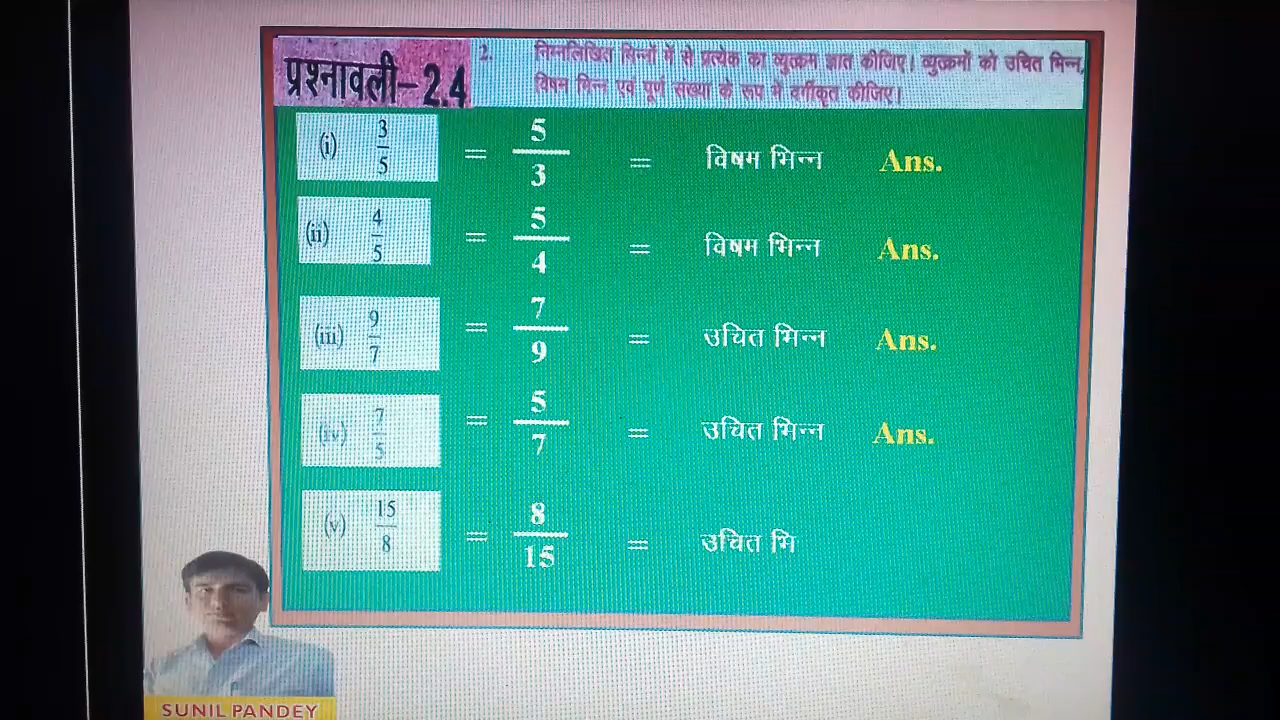 प्रश्नावली–2.4
2. निम्नलिखित भिन्नों में से प्रत्येक का व्युत्क्रम ज्ञात कीजिए। व्युत्क्रमों को उचित भिन्न,
विषम भिन्न एवं पूर्ण संख्या के रूप में वर्गीकृत कीजिए।
(i) 3/5 = 5/3 = विषम भिन्न Ans.
(ii) 4/5 = 5/4 = विषम भिन्न Ans.
(iii) 9/7 = 7/9 = उचित भिन्न Ans.
(iv) 7/5 = 5/7 = उचित भिन्न Ans.
(v) 15/8 = 8/15 = उचित भि
SUNIL PANDEY